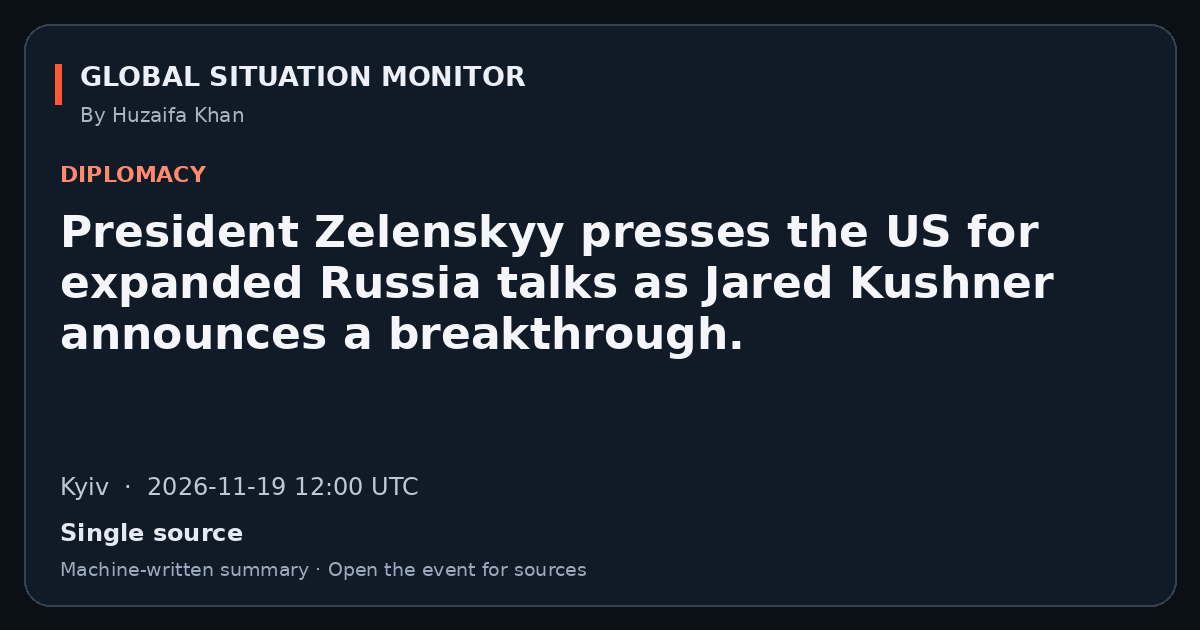 GLOBAL SITUATION MONITOR
By Huzaifa Khan
DIPLOMACY
President Zelenskyy presses the US for
expanded Russia talks as Jared Kushner
announces a breakthrough.
Kyiv · 2026-11-19 12:00 UTC
Single source
Machine-written summary · Open the event for sources